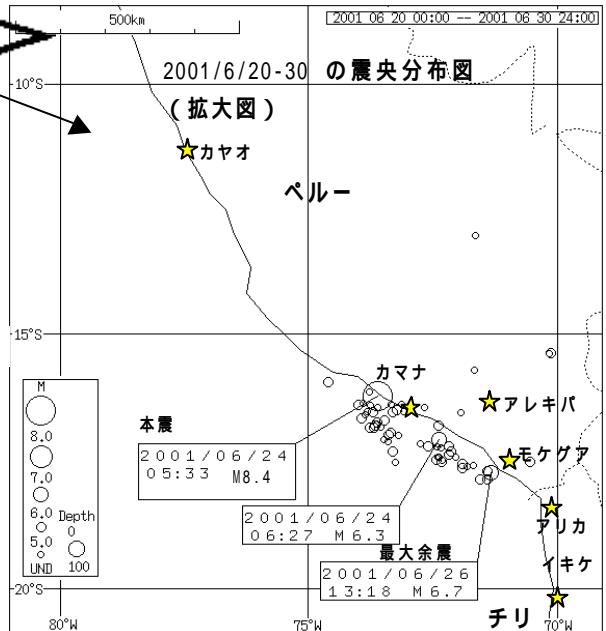 500km
2001 06 20 00:00 -- 2001 06 30 24:00
2001/6/20-30 の震央分布図
(拡大図)
10°S
カヤオ
ペルー
15°S
カマナ
アレキパ
モケグア
アリカ
イキケ
チリ
本震
2001/06/24
05:33 M8.4
2001/06/24
06:27 M6.3
最大余震
2001/06/26
13:18 M6.7
M
8.0
7.0
6.0
5.0
UND
Depth
0
100
20°S
80°W
75°W
70°W